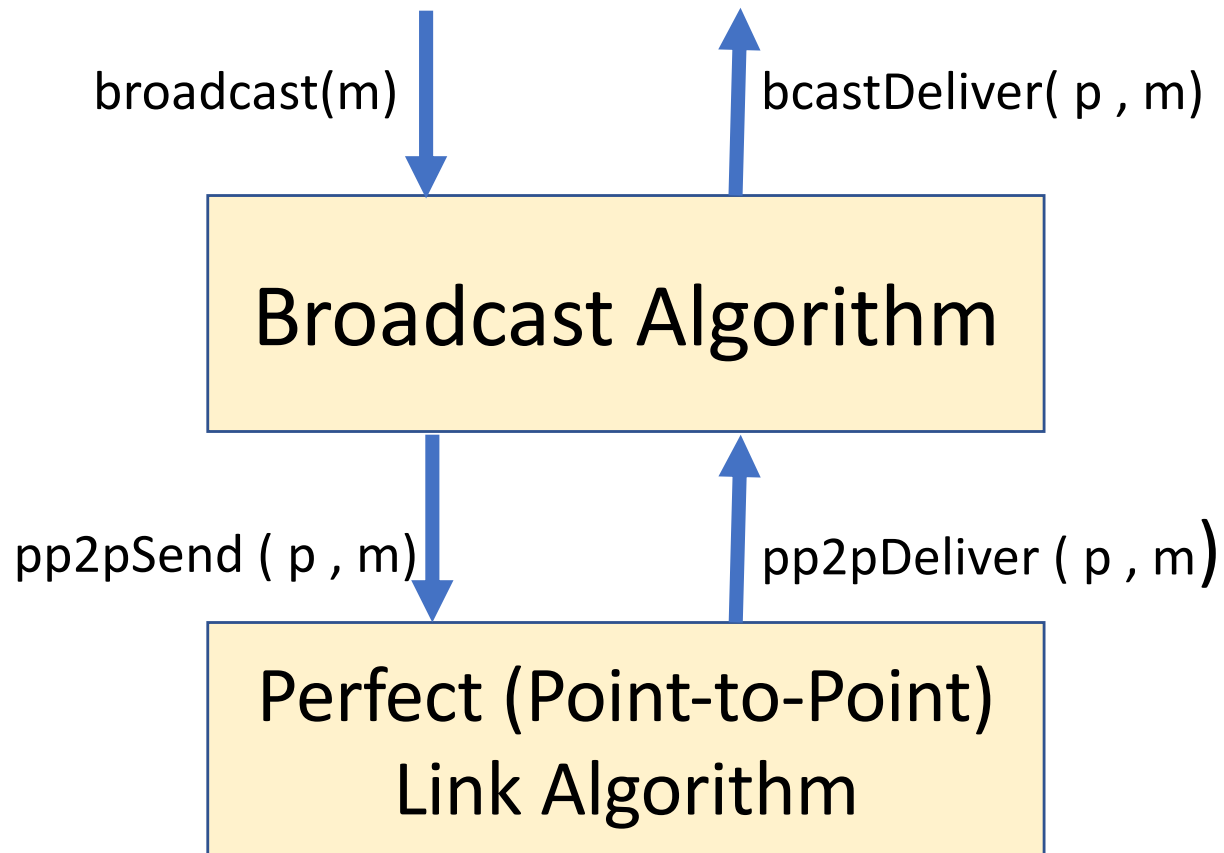 broadcast(m)
bcastDeliver( p , m)
Broadcast Algorithm
pp2pSend ( p , m)
pp2pDeliver ( p , m)
Perfect (Point-to-Point)
Link Algorithm